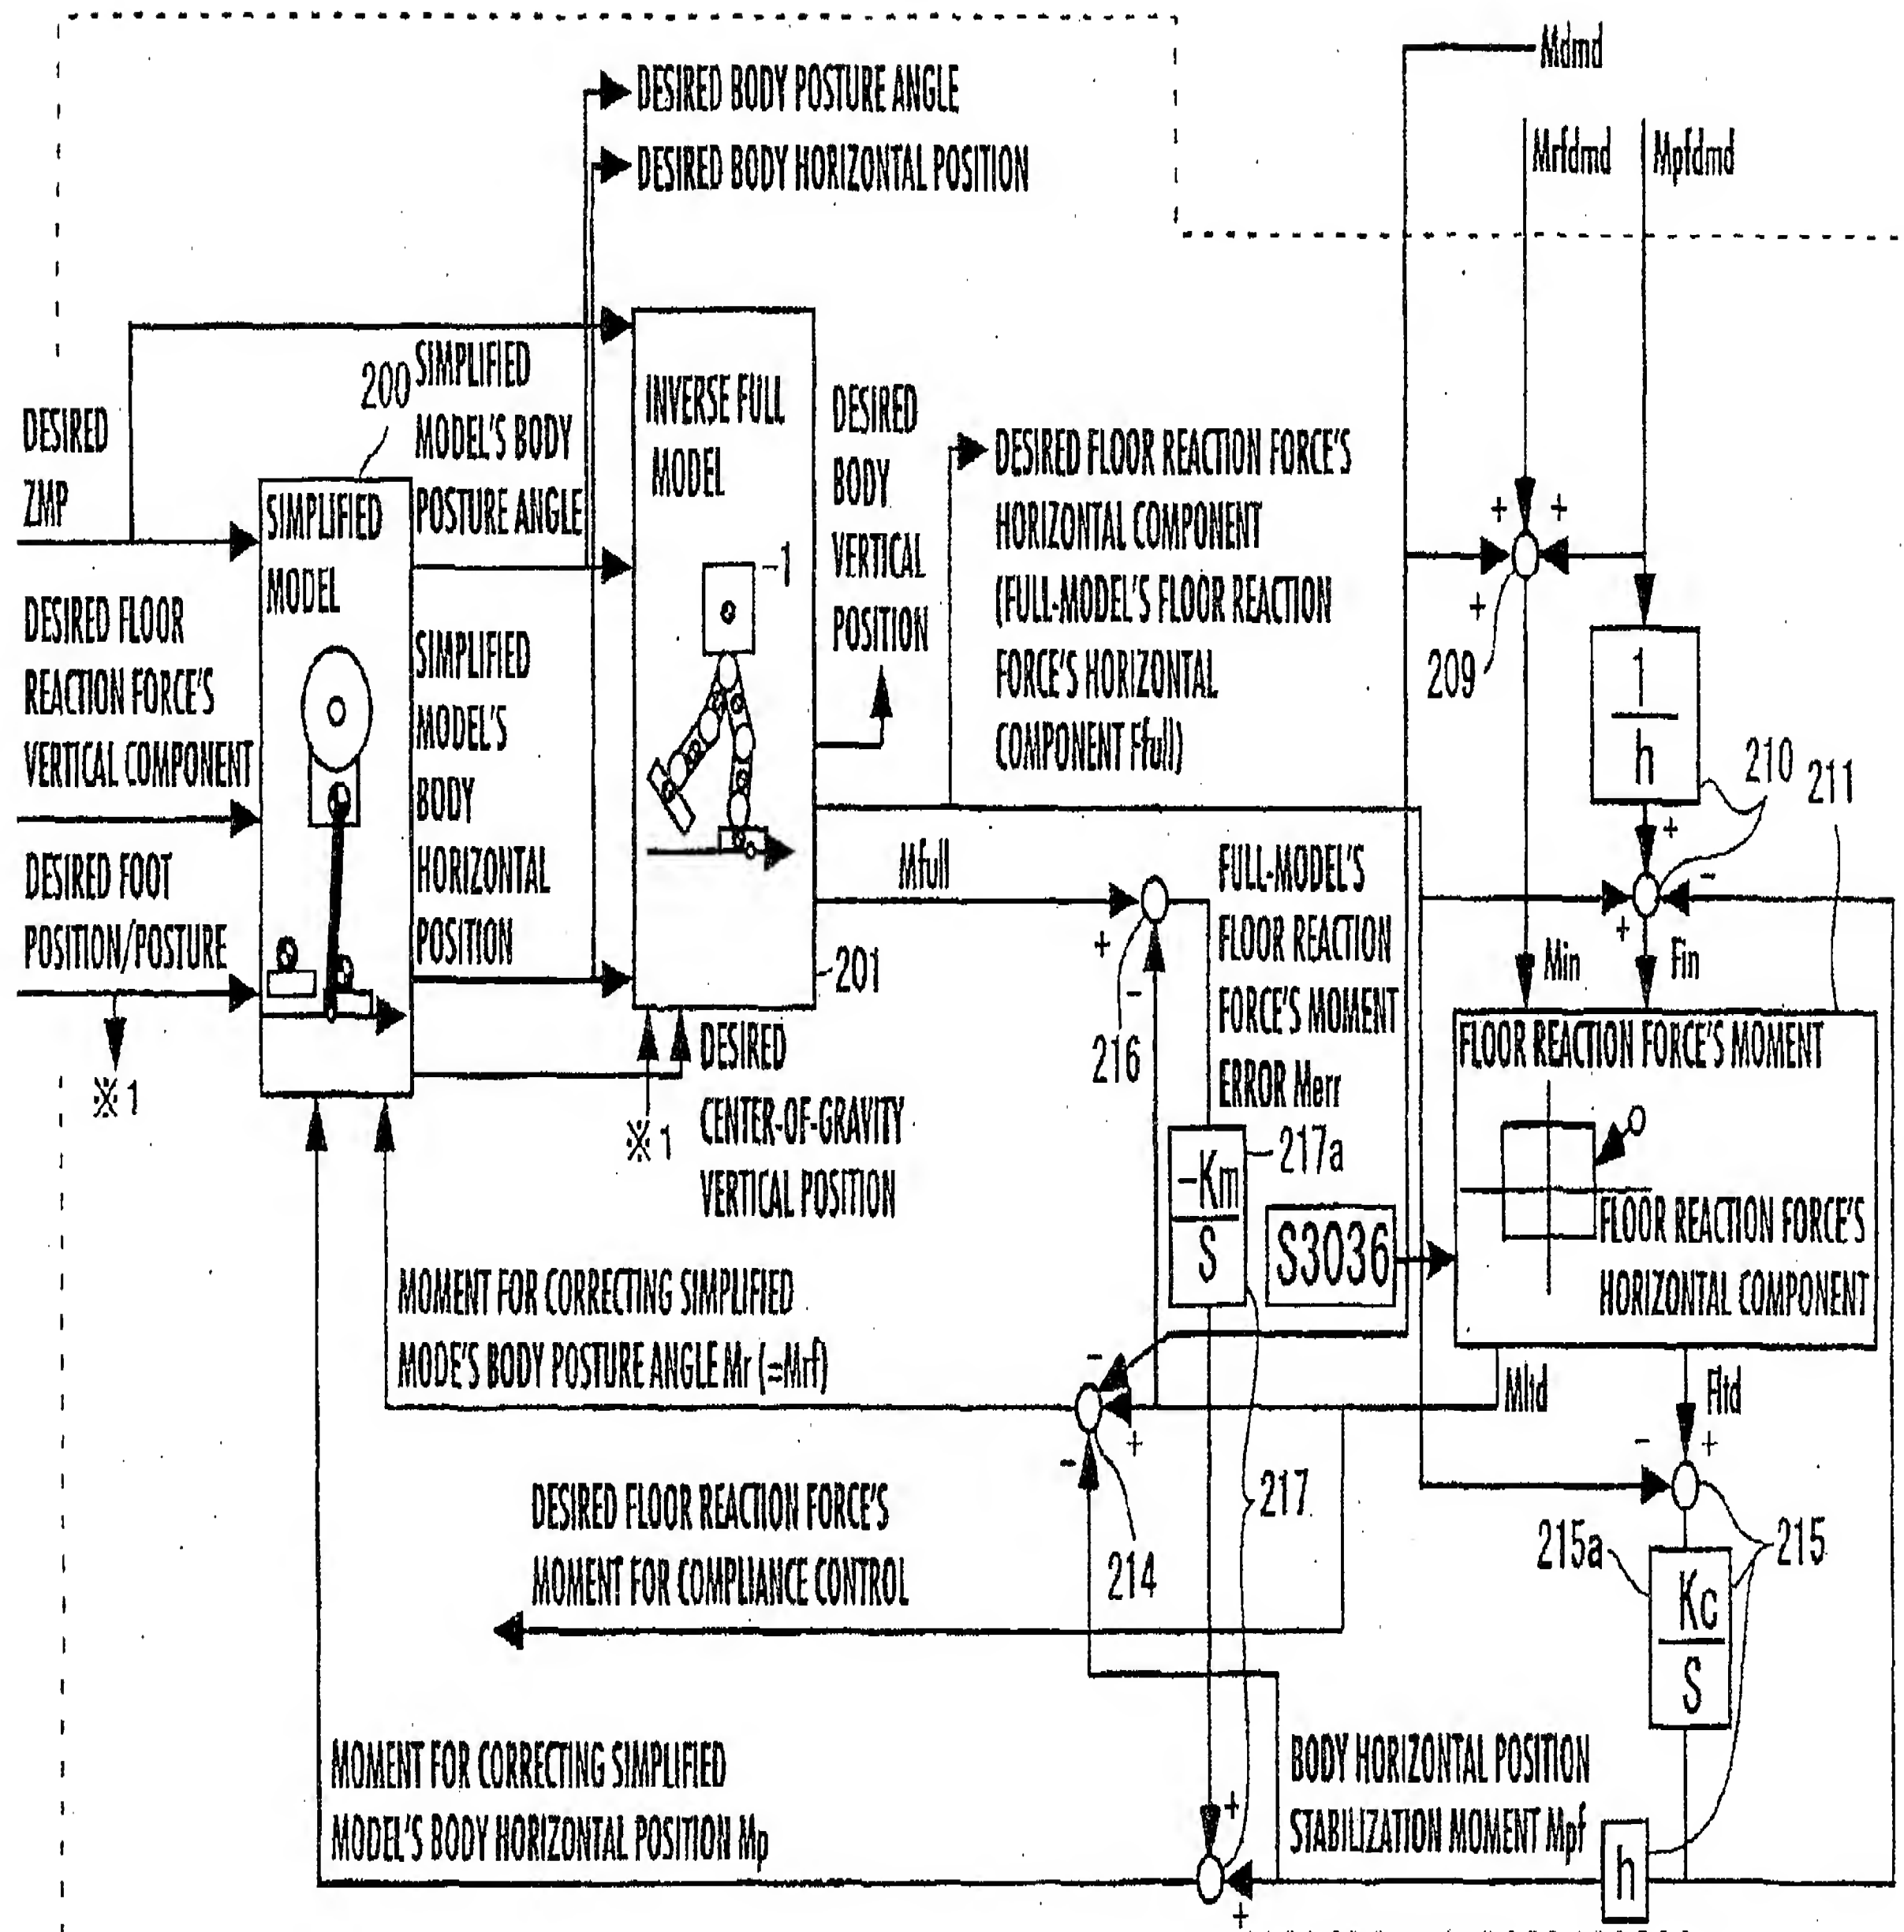 Mdmd
DESIRED BODY POSTURE ANGLE
DESIRED BODY HORIZONTAL POSITION
Mrfdmd
Mpfdmd
DESIRED
ZMP
DESIRED FLOOR
REACTION FORCE'S
VERTICAL COMPONENT
DESIRED FOOT
POSITION/POSTURE
※1
200
SIMPLIFIED
MODEL
SIMPLIFIED
MODEL'S BODY
POSTURE ANGLE
SIMPLIFIED
MODEL'S
BODY
HORIZONTAL
POSITION
INVERSE FULL
MODEL
1
201
※1
DESIRED
CENTER-OF-GRAVITY
VERTICAL POSITION
DESIRED
BODY
VERTICAL
POSITION
DESIRED FLOOR REACTION FORCE'S
HORIZONTAL COMPONENT
(FULL-MODEL'S FLOOR REACTION
FORCE'S HORIZONTAL
COMPONENT Ffull)
+ +
+
209
1
h
210
211
+
-
+
Mfull
+
-
216
FULL-MODEL'S
FLOOR REACTION
FORCE'S MOMENT
ERROR Merr
Min
Fin
FLOOR REACTION FORCE'S MOMENT
FLOOR REACTION FORCE'S
HORIZONTAL COMPONENT
-Km
S
217a
S3036
MOMENT FOR CORRECTING SIMPLIFIED
MODE'S BODY POSTURE ANGLE Mr (=Mrf)
-
+
-
214
Mltd
Fltd
- +
217
215a
215
Kc
S
DESIRED FLOOR REACTION FORCE'S
MOMENT FOR COMPLIANCE CONTROL
MOMENT FOR CORRECTING SIMPLIFIED
MODEL'S BODY HORIZONTAL POSITION Mp
+
+
BODY HORIZONTAL POSITION
STABILIZATION MOMENT Mpf
h